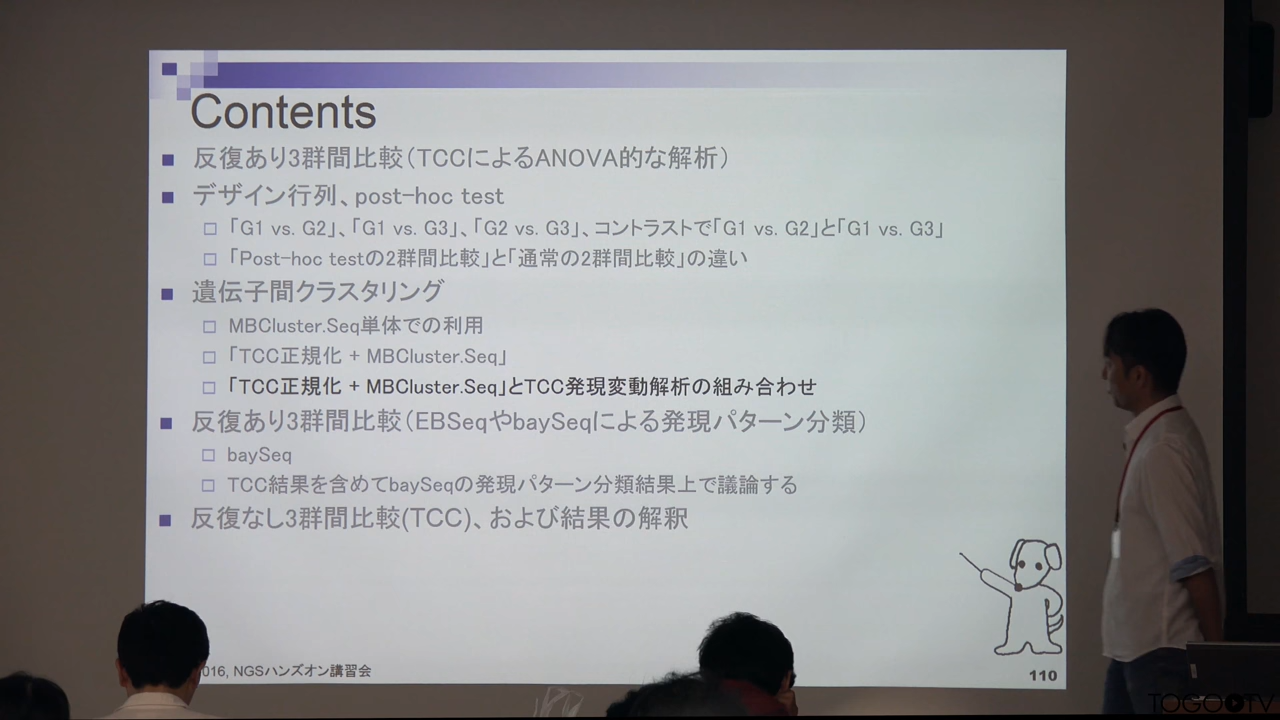 Contents
反復あり3群間比較(TCCによるANOVA的な解析)
デザイン行列、post-hoc test
「G1 vs. G2」、「G1 vs. G3」、「G2 vs. G3」、コントラストで「G1 vs. G2」と「G1 vs. G3」
「Post-hoc testの2群間比較」と「通常の2群間比較」の違い
遺伝子間クラスタリング
MBCluster.Seq単体での利用
「TCC正規化 + MBCluster.Seq」
「TCC正規化 + MBCluster.Seq」とTCC発現変動解析の組み合わせ
反復あり3群間比較(EBSeqやbaySeqによる発現パターン分類)
baySeq
TCC結果を含めてbaySeqの発現パターン分類結果上で議論する
反復なし3群間比較(TCC)、および結果の解釈
016, NGSハンズオン講習会
110
TOGOTV